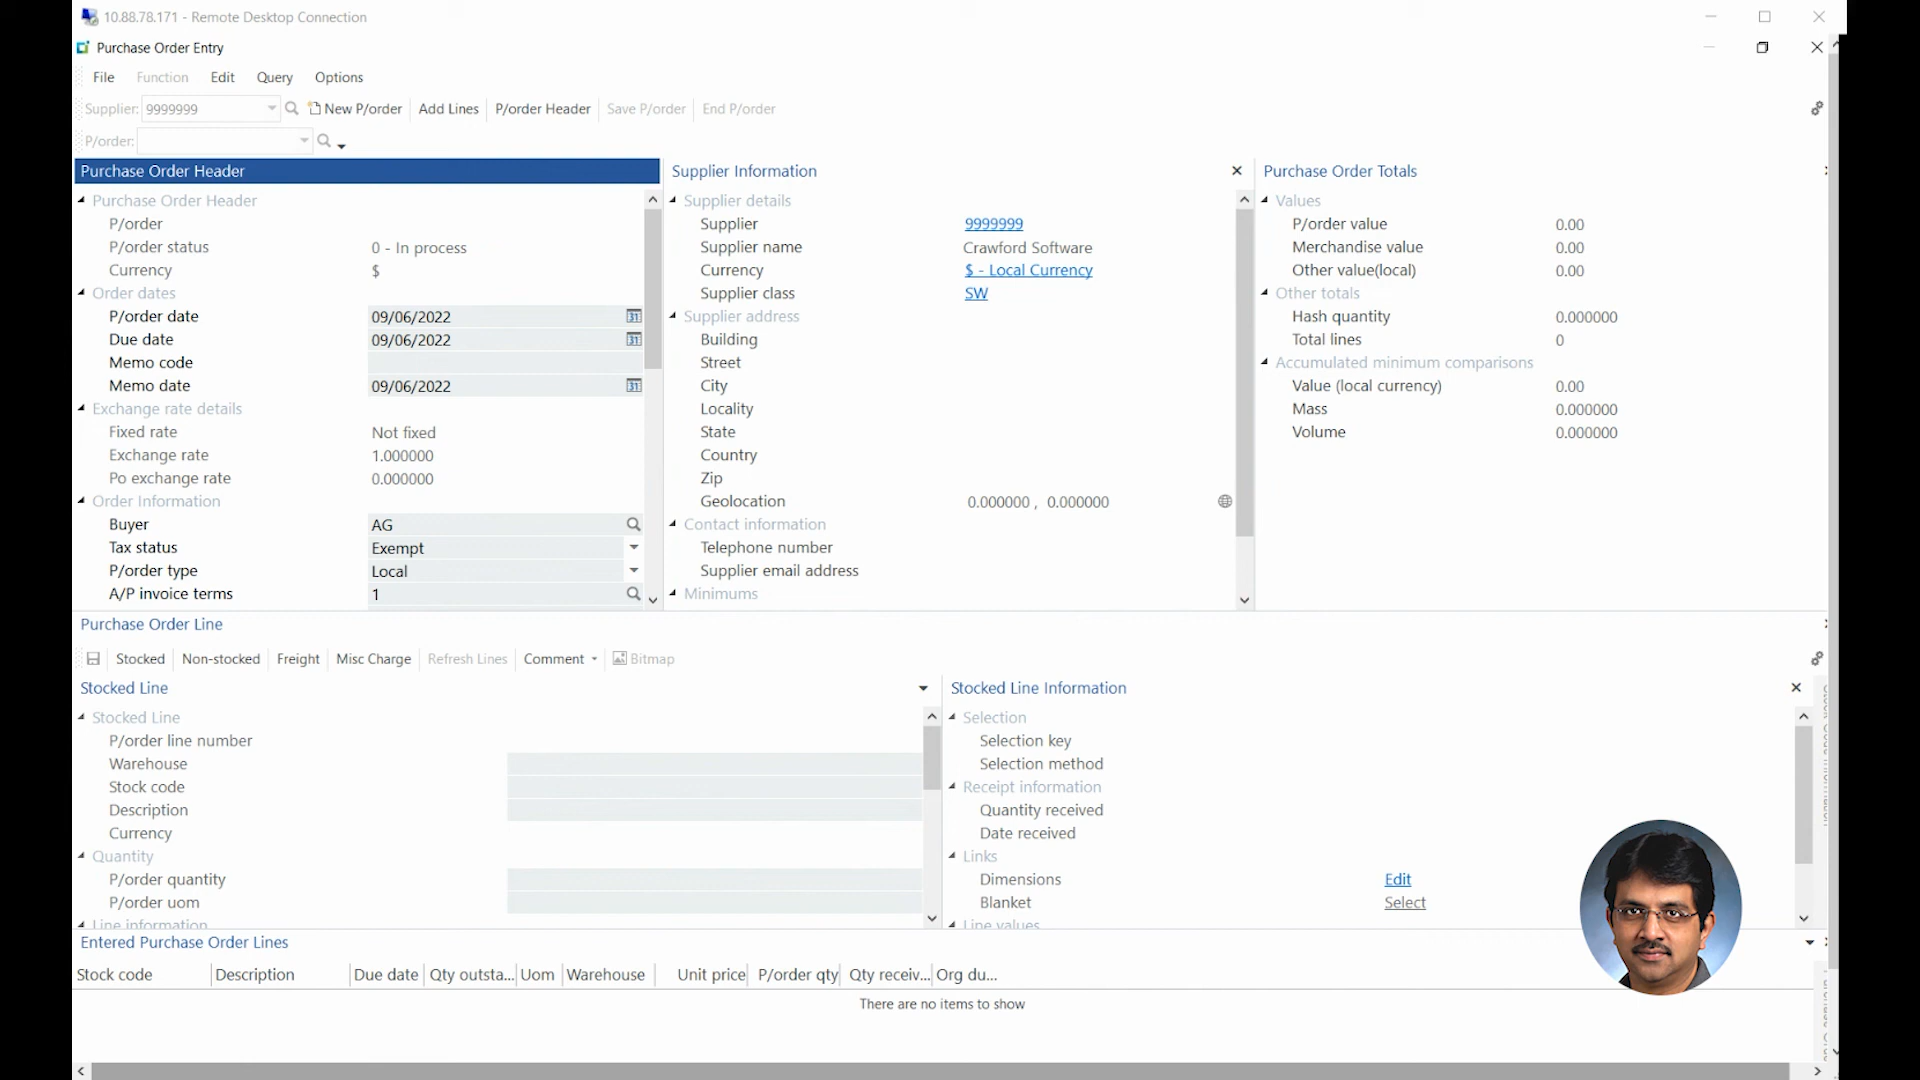 10.88.78.171 - Remote Desktop Connection
Purchase Order Entry
File Function Edit Query Options
Supplier: 9999999 New P/order Add Lines P/order Header Save P/order End P/order
P/order:
Purchase Order Header
Purchase Order Header
P/order
P/order status 0 - In process
Currency $
Order dates
P/order date 09/06/2022
Due date 09/06/2022
Memo code
Memo date 09/06/2022
Exchange rate details
Fixed rate Not fixed
Exchange rate 1.000000
Po exchange rate 0.000000
Order Information
Buyer AG
Tax status Exempt
P/order type Local
A/P invoice terms 1
Supplier Information
Supplier details
Supplier 9999999
Supplier name Crawford Software
Currency $ - Local Currency
Supplier class SW
Supplier address
Building
Street
City
Locality
State
Country
Zip
Geolocation 0.000000 , 0.000000
Contact information
Telephone number
Supplier email address
Minimums
Purchase Order Totals
Values
P/order value 0.00
Merchandise value 0.00
Other value(local) 0.00
Other totals
Hash quantity 0.000000
Total lines 0
Accumulated minimum comparisons
Value (local currency) 0.00
Mass 0.000000
Volume 0.000000
Purchase Order Line
Stocked Non-stocked Freight Misc Charge Refresh Lines Comment Bitmap
Stocked Line
Stocked Line
P/order line number
Warehouse
Stock code
Description
Currency
Quantity
P/order quantity
P/order uom
Line information
Stocked Line Information
Selection
Selection key
Selection method
Receipt information
Quantity received
Date received
Links
Dimensions Edit
Blanket Select
Line values
Entered Purchase Order Lines
Stock code Description Due date Qty outsta... Uom Warehouse Unit price P/order qty Qty receiv... Org du...
There are no items to show